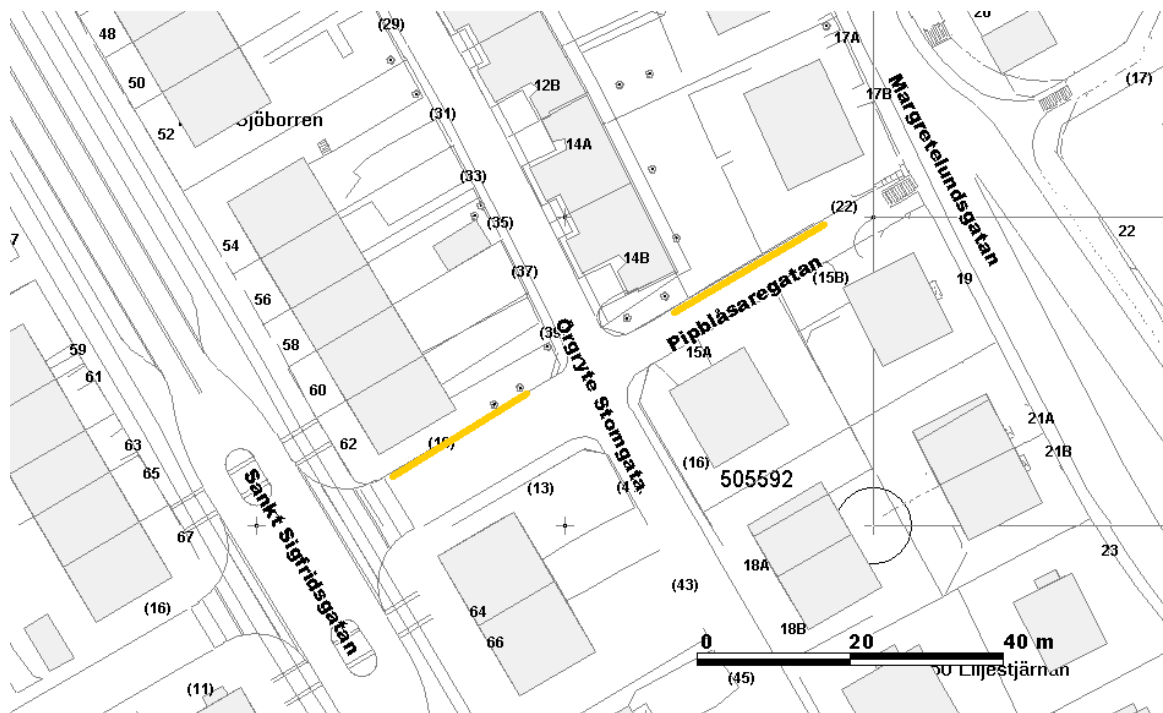 48
(29)
17A
20
50
12B
17B
(17)
Margretelundsgatan
52
Sjöborren
(31)
14A
(33)
(35)
(22)
22
54
14B
(37)
(15B)
19
56
Pipblåsaregatan
58
(39
Örgryte Stomgata
15A
59
61
60
21A
63
62
21B
65
(16)
505592
Sankt Sigfridsgatan
(13)
(4
67
23
18A
(16)
64
(43)
66
18B
0 20 40 m
Liljestjärnan
(45)
(11)